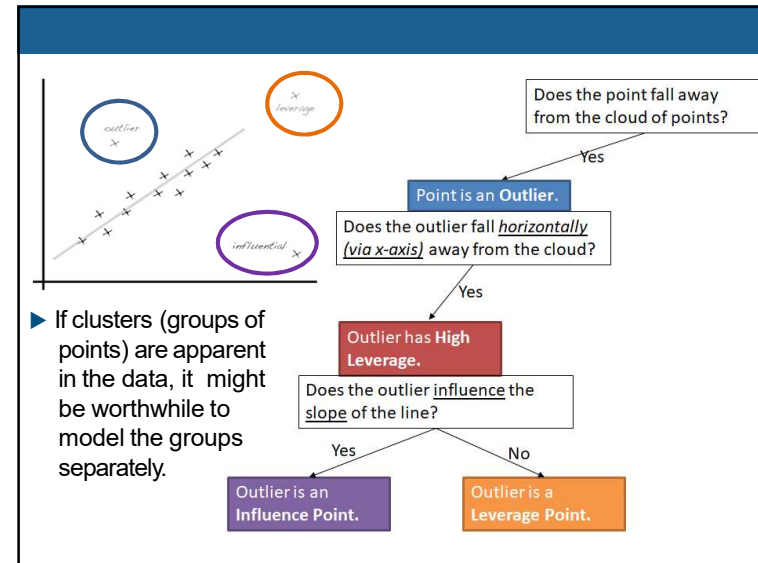 outlier
leverage
influential
▶ If clusters (groups of
points) are apparent
in the data, it might
be worthwhile to
model the groups
separately.
Does the point fall away
from the cloud of points?
Yes
Point is an Outlier.
Does the outlier fall horizontally
(via x-axis) away from the cloud?
Yes
Outlier has High
Leverage.
Does the outlier influence the
slope of the line?
Yes
No
Outlier is an
Influence Point.
Outlier is a
Leverage Point.